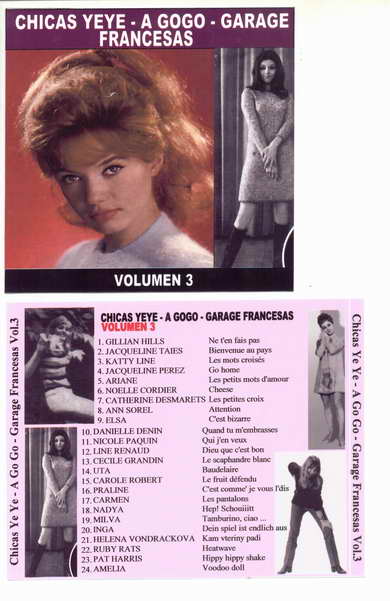 CHICAS YEYE - A GOGO - GARAGE
FRANCESAS
VOLUMEN 3
CHICAS YEYE - A GOGO - GARAGE FRANCESAS
VOLUMEN 3
1. GILLIAN HILLS Ne t'en fais pas
2. JACQUELINE TAIES Bienvenue au pays
3. KATTY LINE Les mots croisés
4. JACQUELINE PEREZ Go home
5. ARIANE Les petits mots d'amour
6. NOELLE CORDIER Cheese
7. CATHERINE DESMARETS Les petites croix
8. ANN SOREL Attention
9. ELSA C'est bizarre
10. DANIELLE DENIN Quand tu m'embrasses
11. NICOLE PAQUIN Qui j'en veux
12. LINE RENAUD Dieu que c'est bon
13. CECILE GRANDIN Le scaphandre blanc
14. UTA Baudelaire
15. CAROLE ROBERT Le fruit défendu
16. PRALINE C'est comme' je vous l'dis
17. CARMEN Les pantalons
18. NADYA Hep! Schouiiitt
19. MILVA Tamburino, ciao ...
20. INGA Dein spiel ist endlich aus
21. HELENA VONDRACKOVA Kam vteriny padi
22. RUBY RATS Heatwave
23. PAT HARRIS Hippy hippy shake
24. AMELIA Voodoo doll
Chicas Ye Ye - A Go Go - Garage Francesas Vol.3
Chicas Ye Ye - A Go Go - Garage Francesas Vol.3